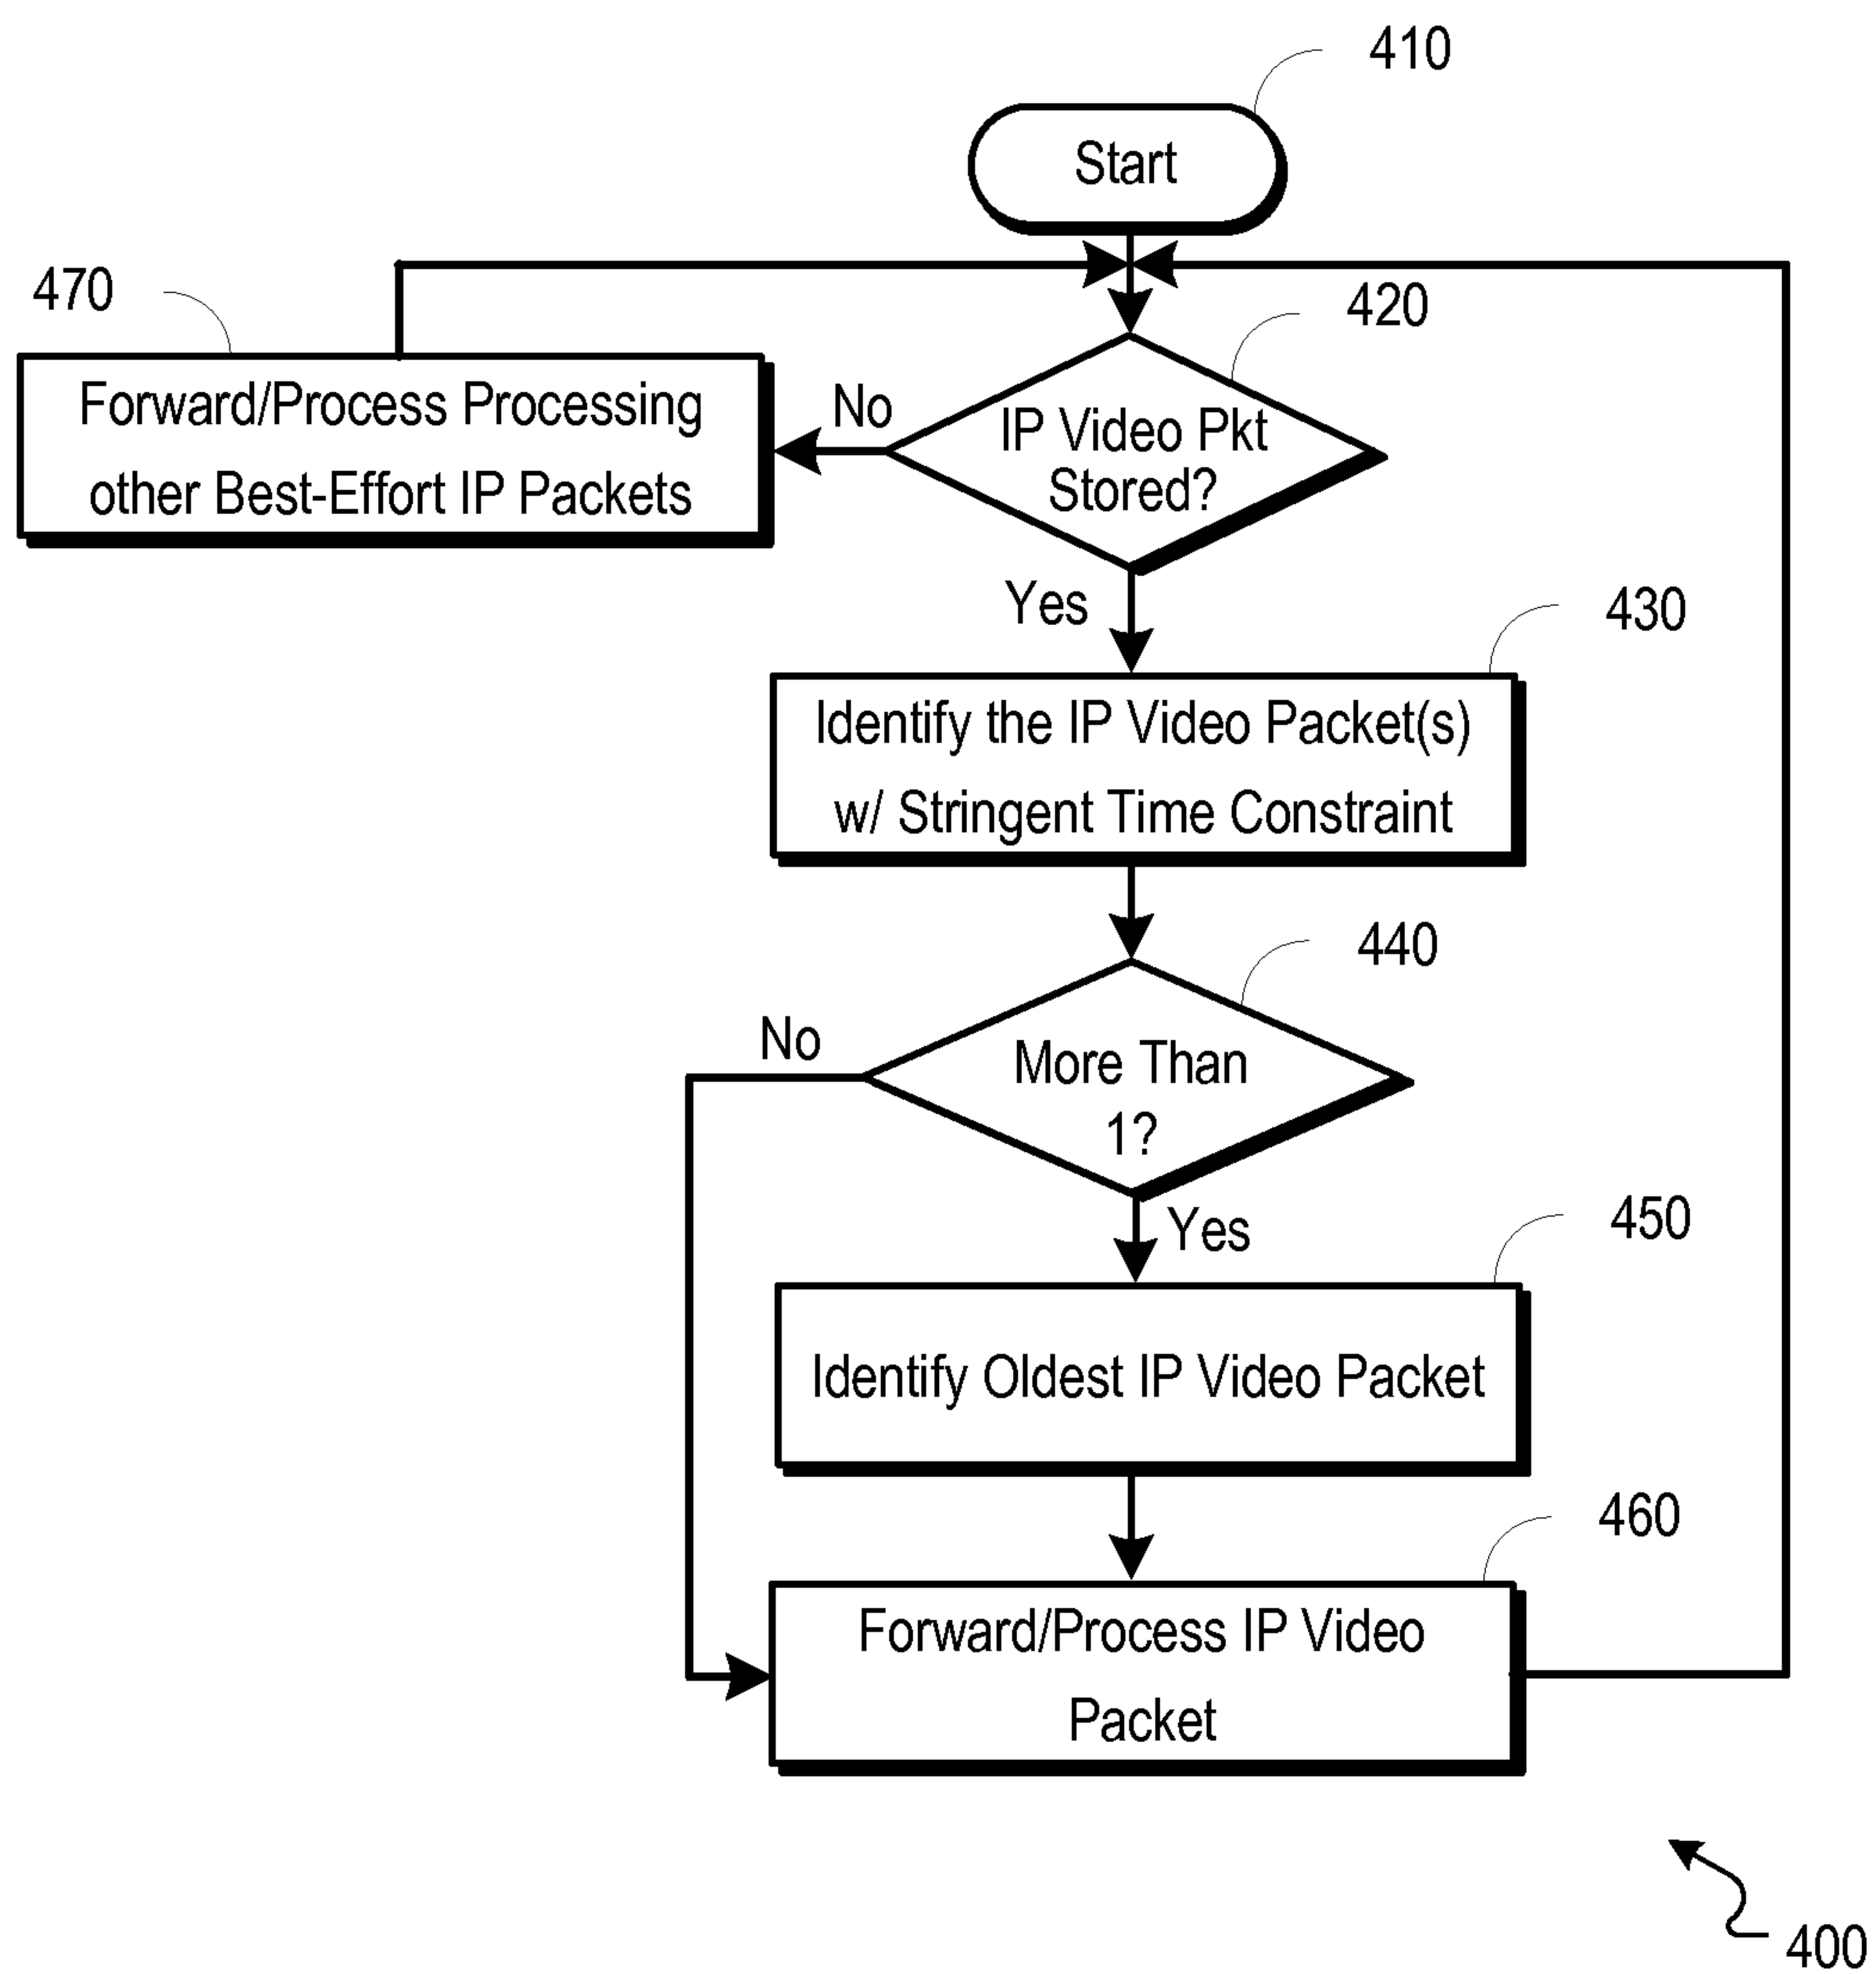 410
Start
470
420
Forward/Process Processing
other Best-Effort IP Packets
No
IP Video Pkt
Stored?
Yes
430
Identify the IP Video Packet(s)
w/ Stringent Time Constraint
440
No
More Than
1?
Yes
450
Identify Oldest IP Video Packet
460
Forward/Process IP Video
Packet
400